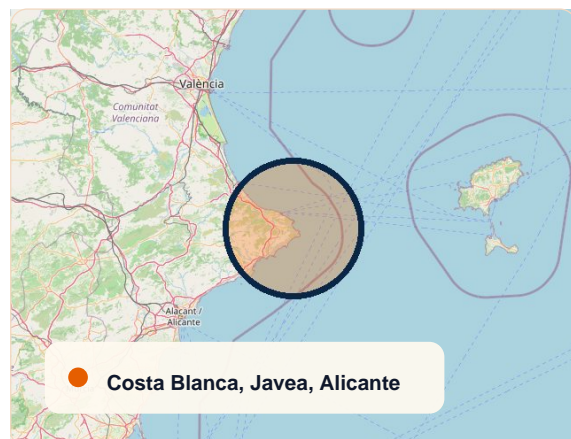 València
Comunitat
Valenciana
Alacant /
Alicante
Costa Blanca, Javea, Alicante